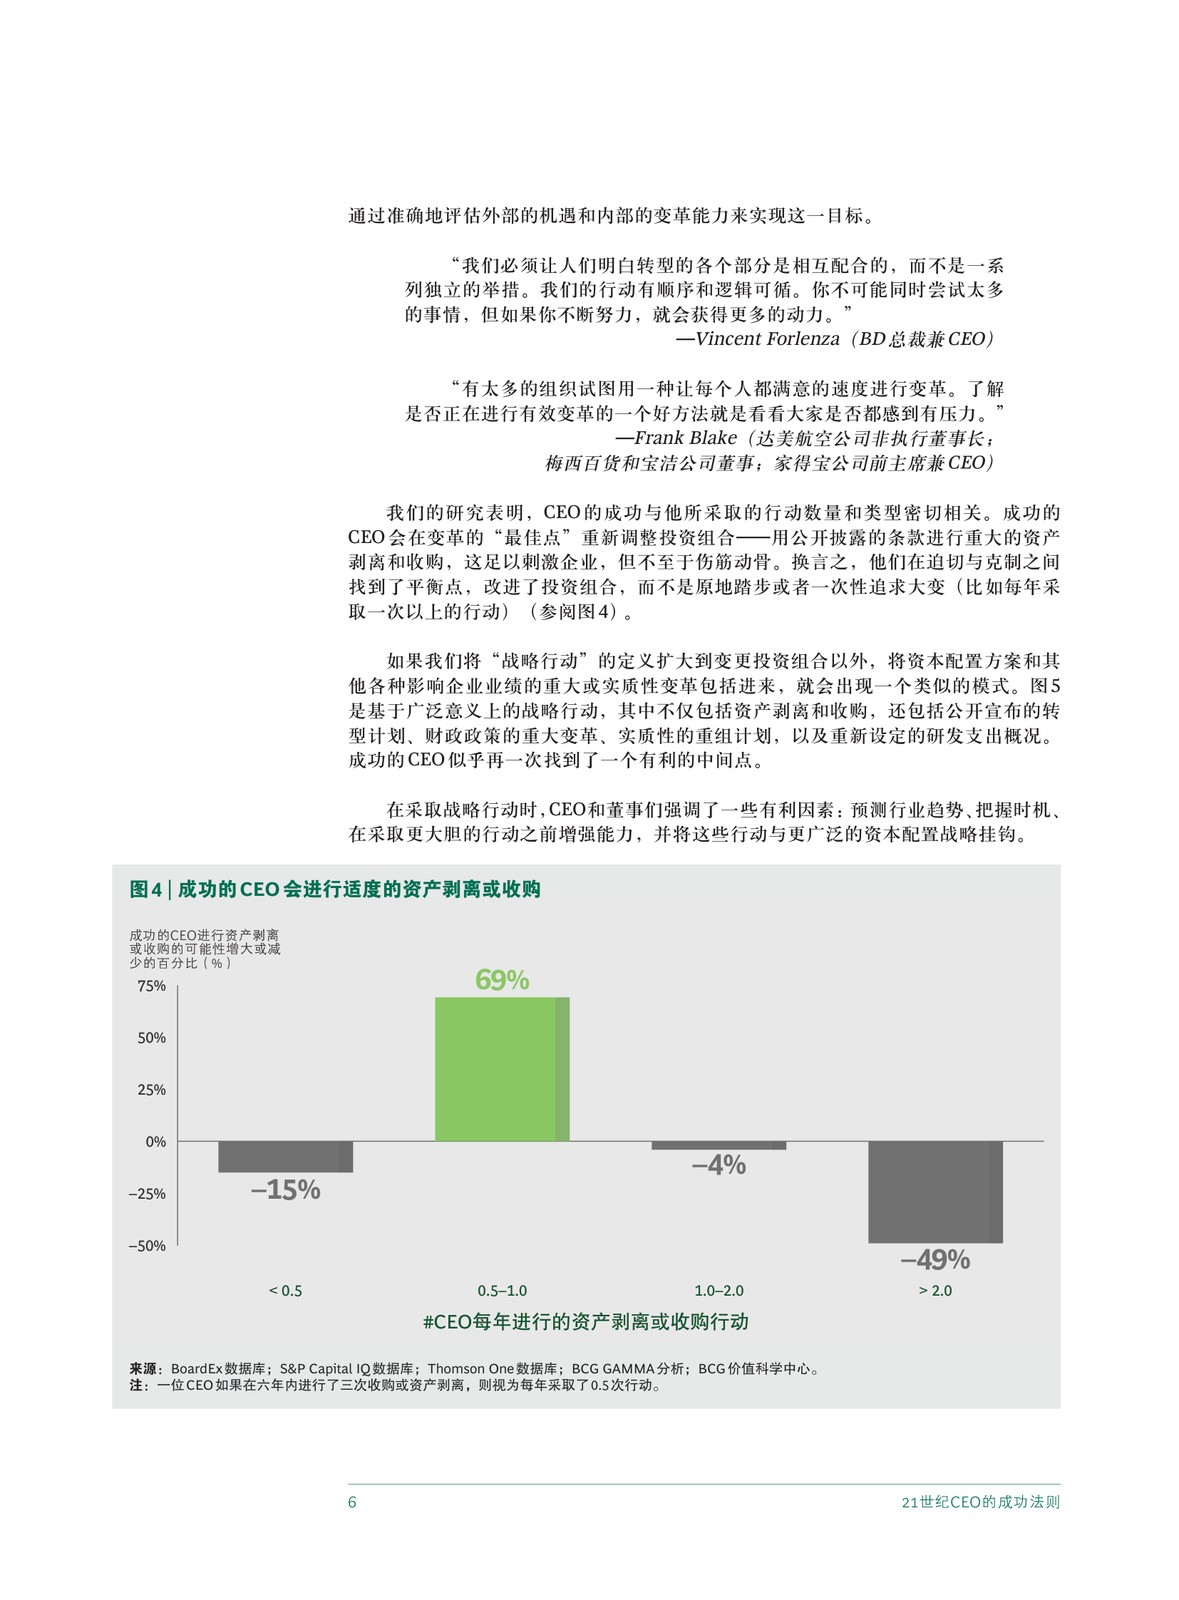 通过准确地评估外部的机遇和内部的变革能力来实现这一目标。
“我们必须让人们明白转型的各个部分是相互配合的，而不是一系
列独立的举措。我们的行动有顺序和逻辑可循。你不可能同时尝试太多
的事情，但如果你不断努力，就会获得更多的动力。”
—Vincent Forlenza（BD总裁兼CEO）
“有太多的组织试图用一种让每个人都满意的速度进行变革。了解
是否正在进行有效变革的一个好方法就是看看大家是否都感到有压力。”
—Frank Blake（达美航空公司非执行董事长；
梅西百货和宝洁公司董事；家得宝公司前主席兼CEO）
我们的研究表明，CEO的成功与他所采取的行动数量和类型密切相关。成功的
CEO会在变革的“最佳点”重新调整投资组合——用公开披露的条款进行重大的资产
剥离和收购，这足以刺激企业，但不至于伤筋动骨。换言之，他们在迫切与克制之间
找到了平衡点，改进了投资组合，而不是原地踏步或者一次性追求大变（比如每年采
取一次以上的行动）（参阅图4）。
如果我们将“战略行动”的定义扩大到变更投资组合以外，将资本配置方案和其
他各种影响企业业绩的重大或实质性变革包括进来，就会出现一个类似的模式。图5
是基于广泛意义上的战略行动，其中不仅包括资产剥离和收购，还包括公开宣布的转
型计划、财政政策的重大变革、实质性的重组计划，以及重新设定的研发支出概况。
成功的CEO似乎再一次找到了一个有利的中间点。
在采取战略行动时，CEO和董事们强调了一些有利因素：预测行业趋势、把握时机、
在采取更大胆的行动之前增强能力，并将这些行动与更广泛的资本配置战略挂钩。
图4 | 成功的CEO会进行适度的资产剥离或收购
成功的CEO进行资产剥离
或收购的可能性增大或减
少的百分比（%）
75%
50%
25%
0%
–25%
–50%
–15%
69%
–4%
–49%
< 0.5
0.5–1.0
1.0–2.0
> 2.0
#CEO每年进行的资产剥离或收购行动
来源：BoardEx数据库；S&P Capital IQ数据库；Thomson One数据库；BCG GAMMA分析；BCG价值科学中心。
注：一位CEO如果在六年内进行了三次收购或资产剥离，则视为每年采取了0.5次行动。
6
21世纪CEO的成功法则